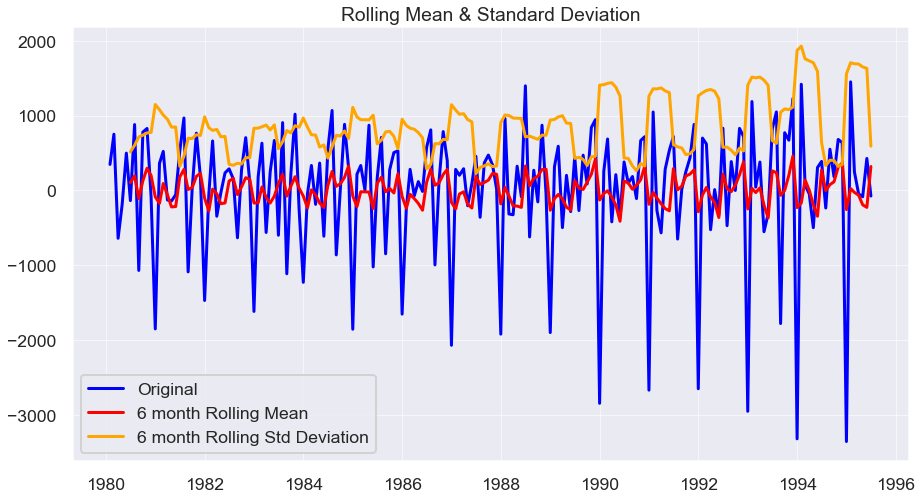 Rolling Mean & Standard Deviation
2000
1000
0
−1000
−2000
−3000
Original
6 month Rolling Mean
6 month Rolling Std Deviation
1980 1982 1984 1986 1988 1990 1992 1994 1996